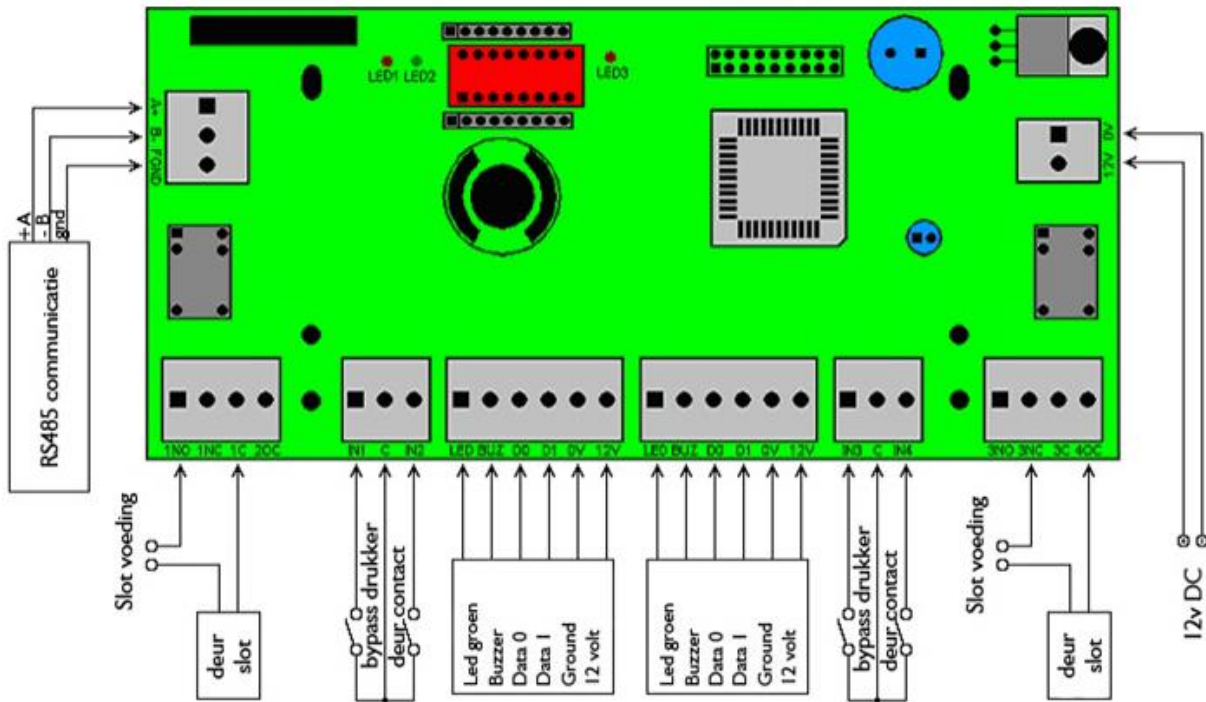 LED1 LED2
LED3
A+
B-
FGND
0V
12V
+A
- B
gnd
RS485 communicatie
1NO 1NC 1C 2OC
IN1 C IN2
LED BUZ D0 D1 0V 12V
LED BUZ D0 D1 0V 12V
IN3 C IN4
3NO 3NC 3C 4OC
Slot voeding
deur
slot
bypass drukker
deur contact
Led groen
Buzzer
Data 0
Data 1
Ground
12 volt
Led groen
Buzzer
Data 0
Data 1
Ground
12 volt
bypass drukker
deur contact
Slot voeding
deur
slot
12v DC